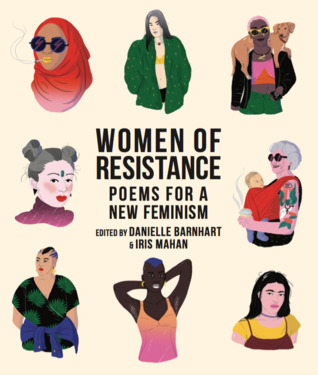 WOMEN OF
RESISTANCE
POEMS FOR A
NEW FEMINISM
EDITED BY DANIELLE BARNHART
& IRIS MAHAN